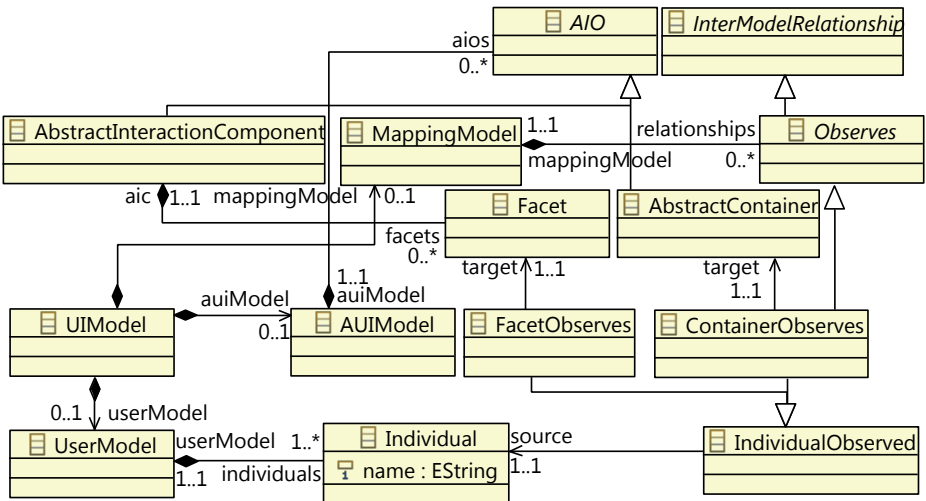 AIO
InterModelRelationship
aios
0..*
AbstractInteractionComponent
MappingModel
1..1
relationships
Observes
mappingModel
0..*
aic
1..1
mappingModel
0..1
Facet
AbstractContainer
facets
0..*
target
1..1
target
1..1
1..1
auiModel
auiModel
0..1
UIModel
AUIModel
FacetObserves
ContainerObserves
0..1
userModel
UserModel
userModel
1..*
1..1
individuals
Individual
name : EString
source
1..1
IndividualObserved